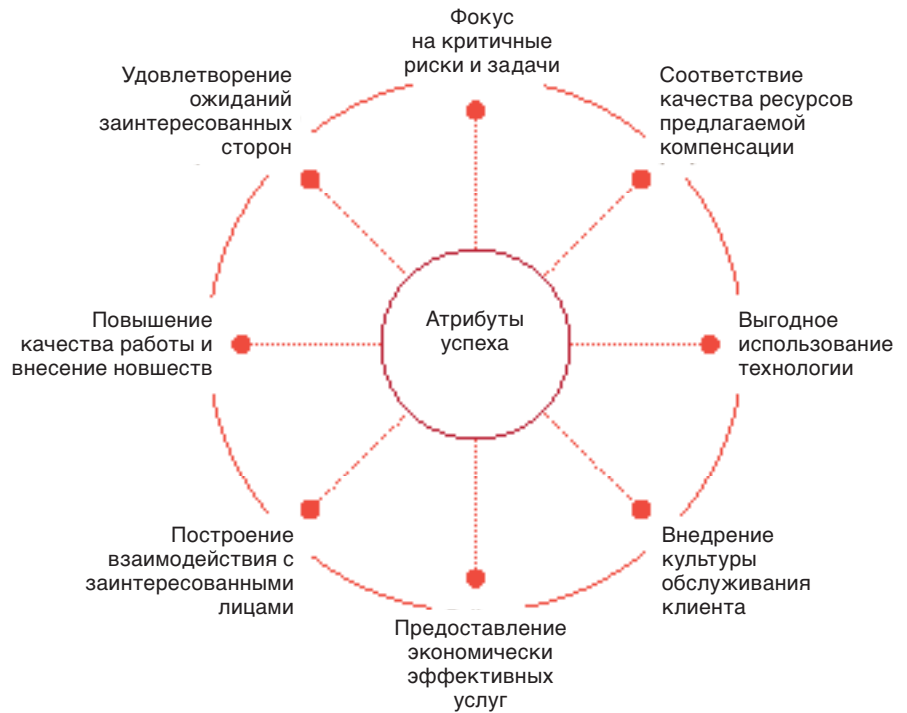 Фокус
на критичные
риски и задачи
Соответствие
качества ресурсов
предлагаемой
компенсации
Выгодное
использование
технологии
Внедрение
культуры
обслуживания
клиента
Предоставление
экономически
эффективных
услуг
Построение
взаимодействия с
заинтересованными
лицами
Повышение
качества работы и
внесение новшеств
Удовлетворение
ожиданий
заинтересованных
сторон
Атрибуты
успеха